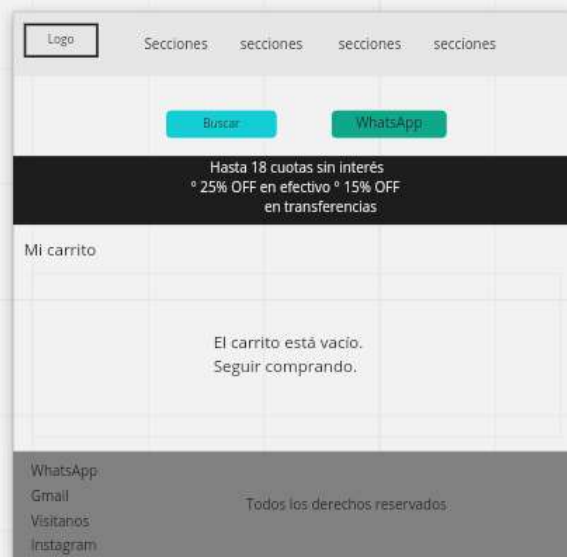 Logo
Secciones secciones secciones secciones
Buscar
WhatsApp
Hasta 18 cuotas sin interés
° 25% OFF en efectivo ° 15% OFF
en transferencias
Mi carrito
El carrito está vacío.
Seguir comprando.
WhatsApp
Gmail
Visitanos
Instagram
Todos los derechos reservados